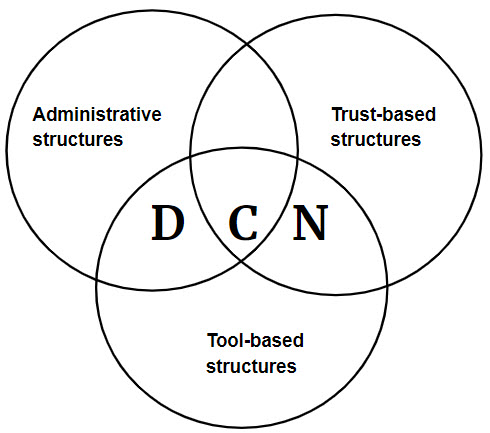 Administrative
structures
Trust-based
structures
D C N
Tool-based
structures